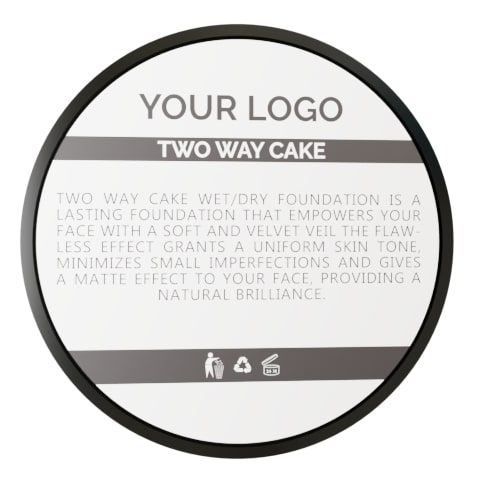 YOUR LOGO
TWO WAY CAKE
TWO WAY CAKE WET/DRY FOUNDATION IS A
LASTING FOUNDATION THAT EMPOWERS YOUR
FACE WITH A SOFT AND VELVET VEIL THE FLAW-
LESS EFFECT GRANTS A UNIFORM SKIN TONE,
MINIMIZES SMALL IMPERFECTIONS AND GIVES
A MATTE EFFECT TO YOUR FACE, PROVIDING A
NATURAL BRILLIANCE.